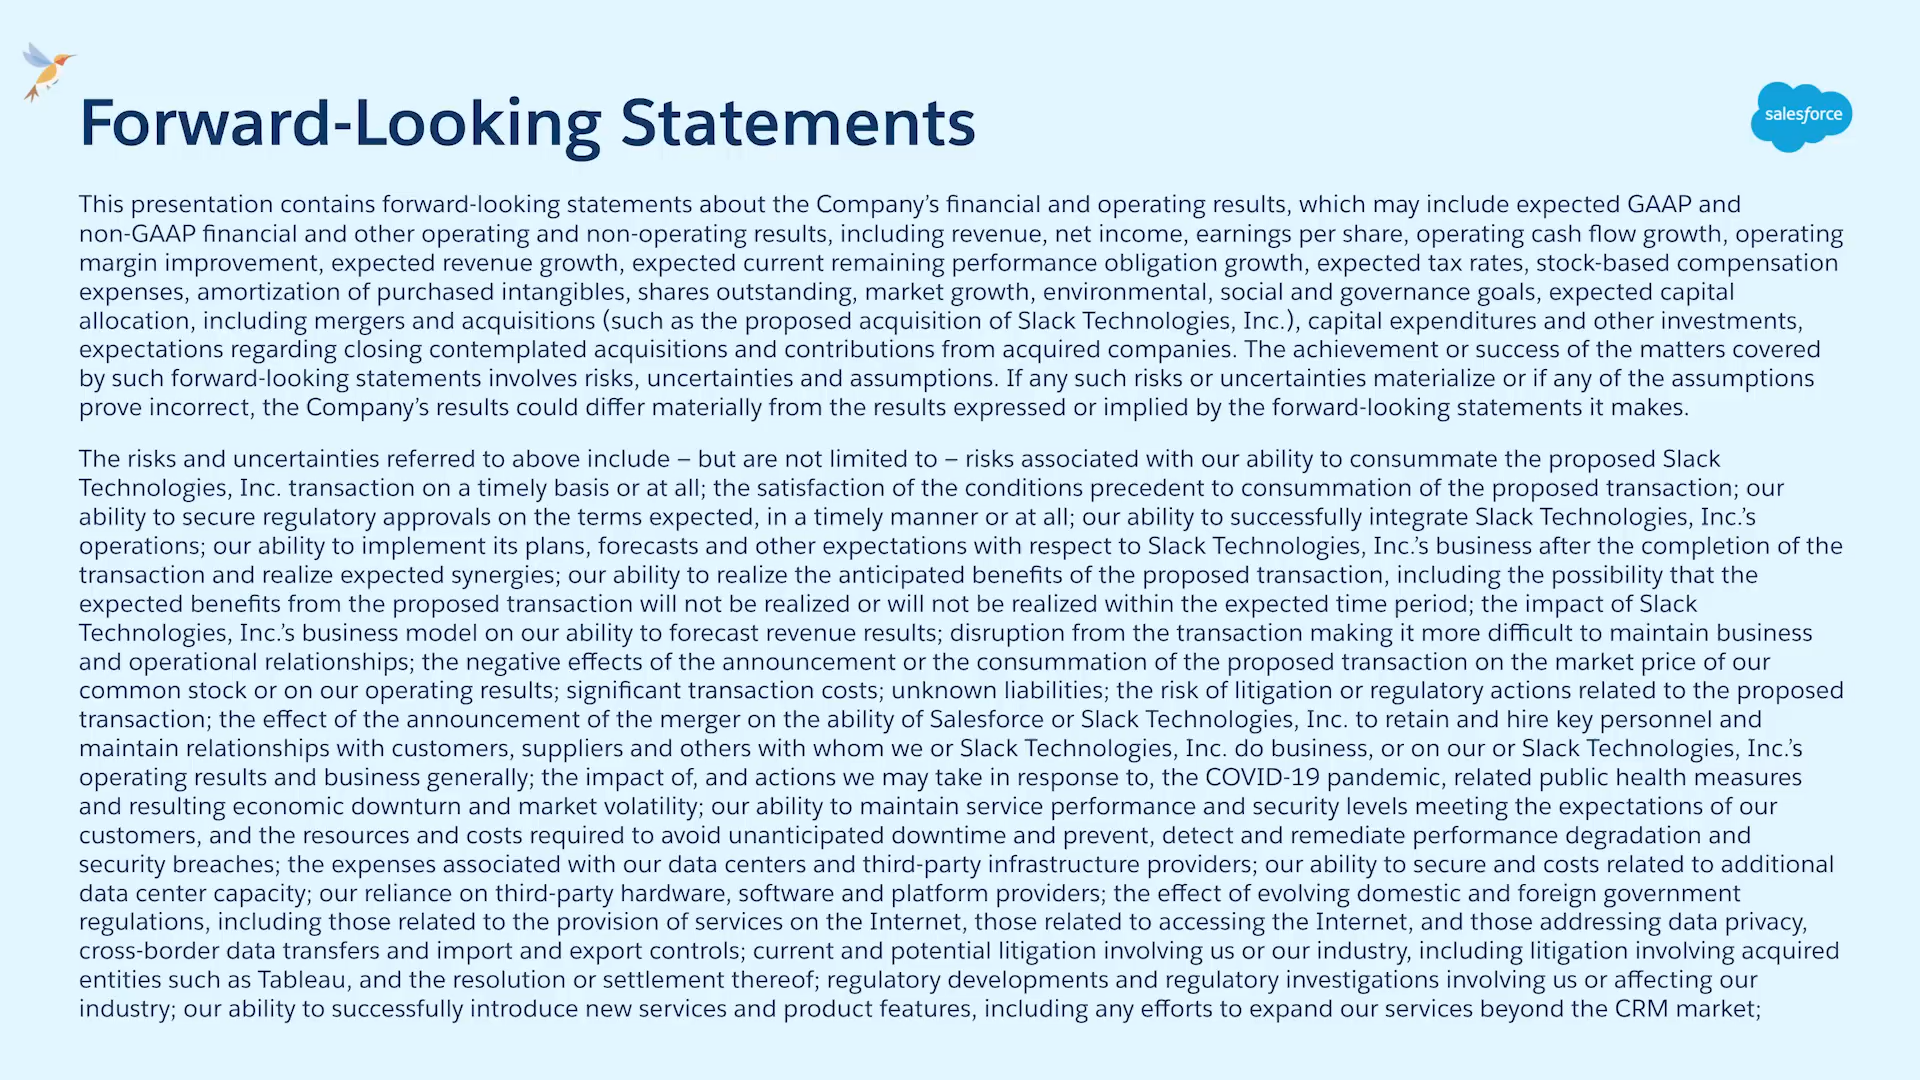 Forward-Looking Statements
salesforce
This presentation contains forward-looking statements about the Company’s financial and operating results, which may include expected GAAP and
non-GAAP financial and other operating and non-operating results, including revenue, net income, earnings per share, operating cash flow growth, operating
margin improvement, expected revenue growth, expected current remaining performance obligation growth, expected tax rates, stock-based compensation
expenses, amortization of purchased intangibles, shares outstanding, market growth, environmental, social and governance goals, expected capital
allocation, including mergers and acquisitions (such as the proposed acquisition of Slack Technologies, Inc.), capital expenditures and other investments,
expectations regarding closing contemplated acquisitions and contributions from acquired companies. The achievement or success of the matters covered
by such forward-looking statements involves risks, uncertainties and assumptions. If any such risks or uncertainties materialize or if any of the assumptions
prove incorrect, the Company’s results could differ materially from the results expressed or implied by the forward-looking statements it makes.
The risks and uncertainties referred to above include – but are not limited to – risks associated with our ability to consummate the proposed Slack
Technologies, Inc. transaction on a timely basis or at all; the satisfaction of the conditions precedent to consummation of the proposed transaction; our
ability to secure regulatory approvals on the terms expected, in a timely manner or at all; our ability to successfully integrate Slack Technologies, Inc.’s
operations; our ability to implement its plans, forecasts and other expectations with respect to Slack Technologies, Inc.’s business after the completion of the
transaction and realize expected synergies; our ability to realize the anticipated benefits of the proposed transaction, including the possibility that the
expected benefits from the proposed transaction will not be realized or will not be realized within the expected time period; the impact of Slack
Technologies, Inc.’s business model on our ability to forecast revenue results; disruption from the transaction making it more difficult to maintain business
and operational relationships; the negative effects of the announcement or the consummation of the proposed transaction on the market price of our
common stock or on our operating results; significant transaction costs; unknown liabilities; the risk of litigation or regulatory actions related to the proposed
transaction; the effect of the announcement of the merger on the ability of Salesforce or Slack Technologies, Inc. to retain and hire key personnel and
maintain relationships with customers, suppliers and others with whom we or Slack Technologies, Inc. do business, or on our or Slack Technologies, Inc.’s
operating results and business generally; the impact of, and actions we may take in response to, the COVID-19 pandemic, related public health measures
and resulting economic downturn and market volatility; our ability to maintain service performance and security levels meeting the expectations of our
customers, and the resources and costs required to avoid unanticipated downtime and prevent, detect and remediate performance degradation and
security breaches; the expenses associated with our data centers and third-party infrastructure providers; our ability to secure and costs related to additional
data center capacity; our reliance on third-party hardware, software and platform providers; the effect of evolving domestic and foreign government
regulations, including those related to the provision of services on the Internet, those related to accessing the Internet, and those addressing data privacy,
cross-border data transfers and import and export controls; current and potential litigation involving us or our industry, including litigation involving acquired
entities such as Tableau, and the resolution or settlement thereof; regulatory developments and regulatory investigations involving us or affecting our
industry; our ability to successfully introduce new services and product features, including any efforts to expand our services beyond the CRM market;